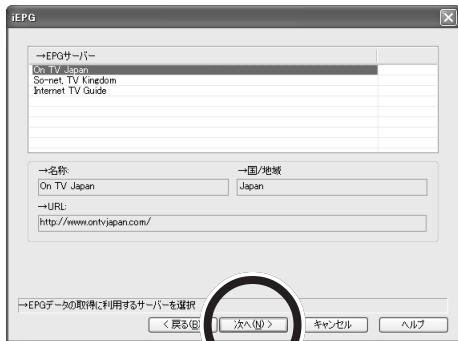 iEPG
→EPGサーバー
On TV Japan
So-net, TV Kingdom
Internet TV Guide
→名称:
→国/地域
On TV Japan
Japan
→URL:
http://www.ontvjapan.com/
→EPGデータの取得に利用するサーバーを選択
< 戻る(B)
次へ(N) >
キャンセル
ヘルプ